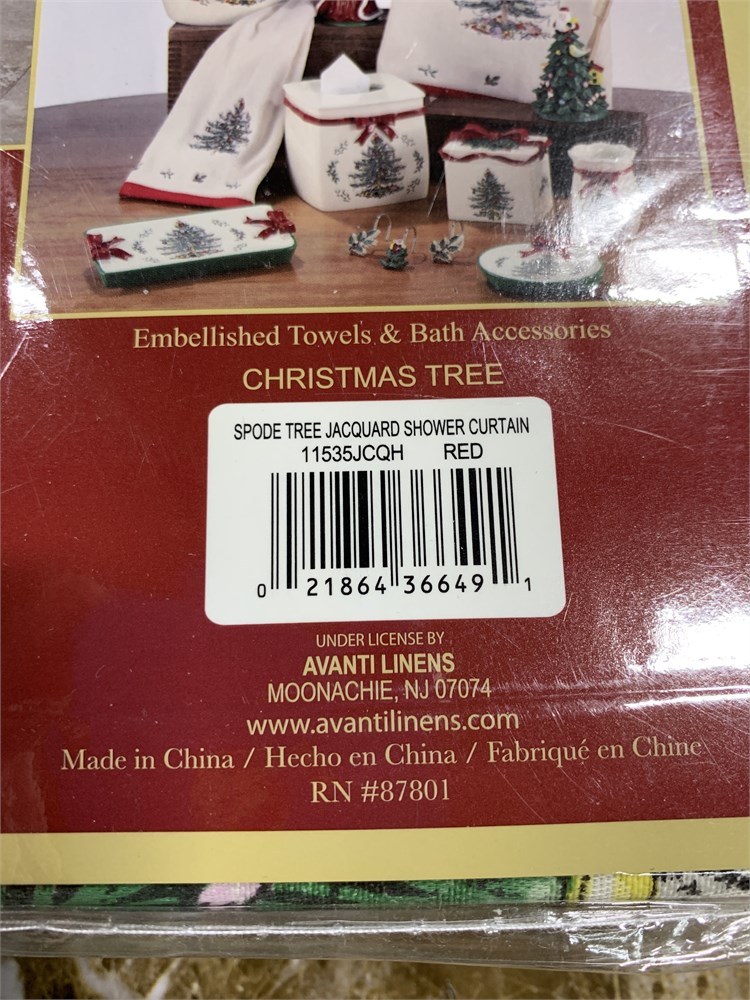 Embellished Towels & Bath Accessories
CHRISTMAS TREE
SPODE TREE JACQUARD SHOWER CURTAIN
11535JCQH RED
0 21864 36649 1
UNDER LICENSE BY
AVANTI LINENS
MOONACHIE, NJ 07074
www.avantilinens.com
Made in China / Hecho en China / Fabriqué en Chine
RN #87801